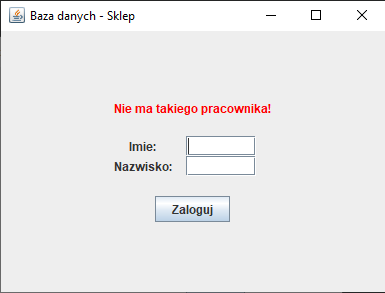 Baza danych - Sklep
Nie ma takiego pracownika!
Imie:
Nazwisko:
Zaloguj